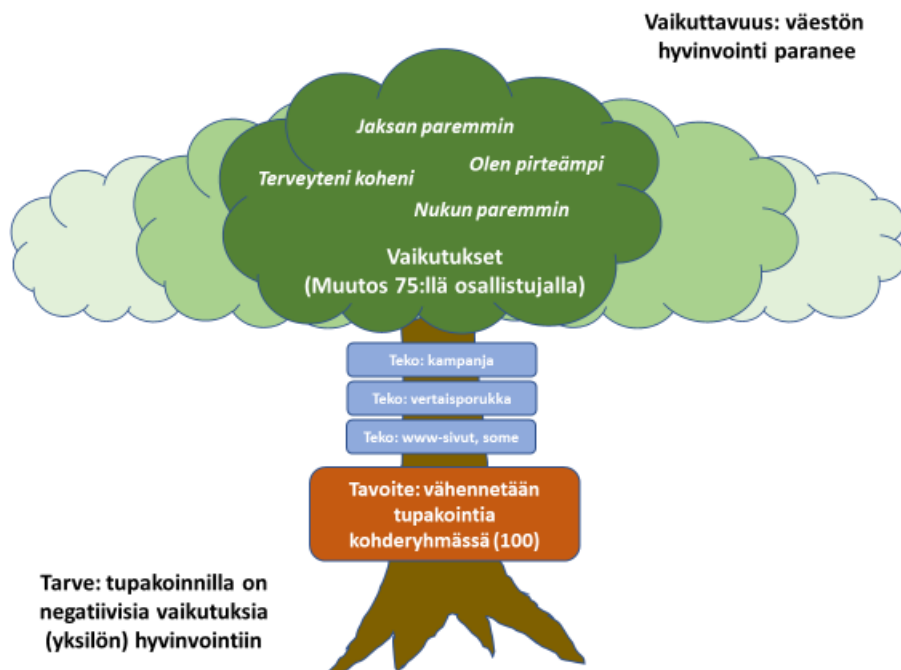 Vaikuttavuus: väestön
hyvinvointi paranee
Jaksan paremmin
Olen pirteämpi
Terveyteni koheni
Nukun paremmin
Vaikutukset
(Muutos 75:llä osallistujalla)
Teko: kampanja
Teko: vertaisporukka
Teko: www-sivut, some
Tavoite: vähennetään
tupakointia
kohderyhmässä (100)
Tarve: tupakoinnilla on
negatiivisia vaikutuksia
(yksilön) hyvinvointiin